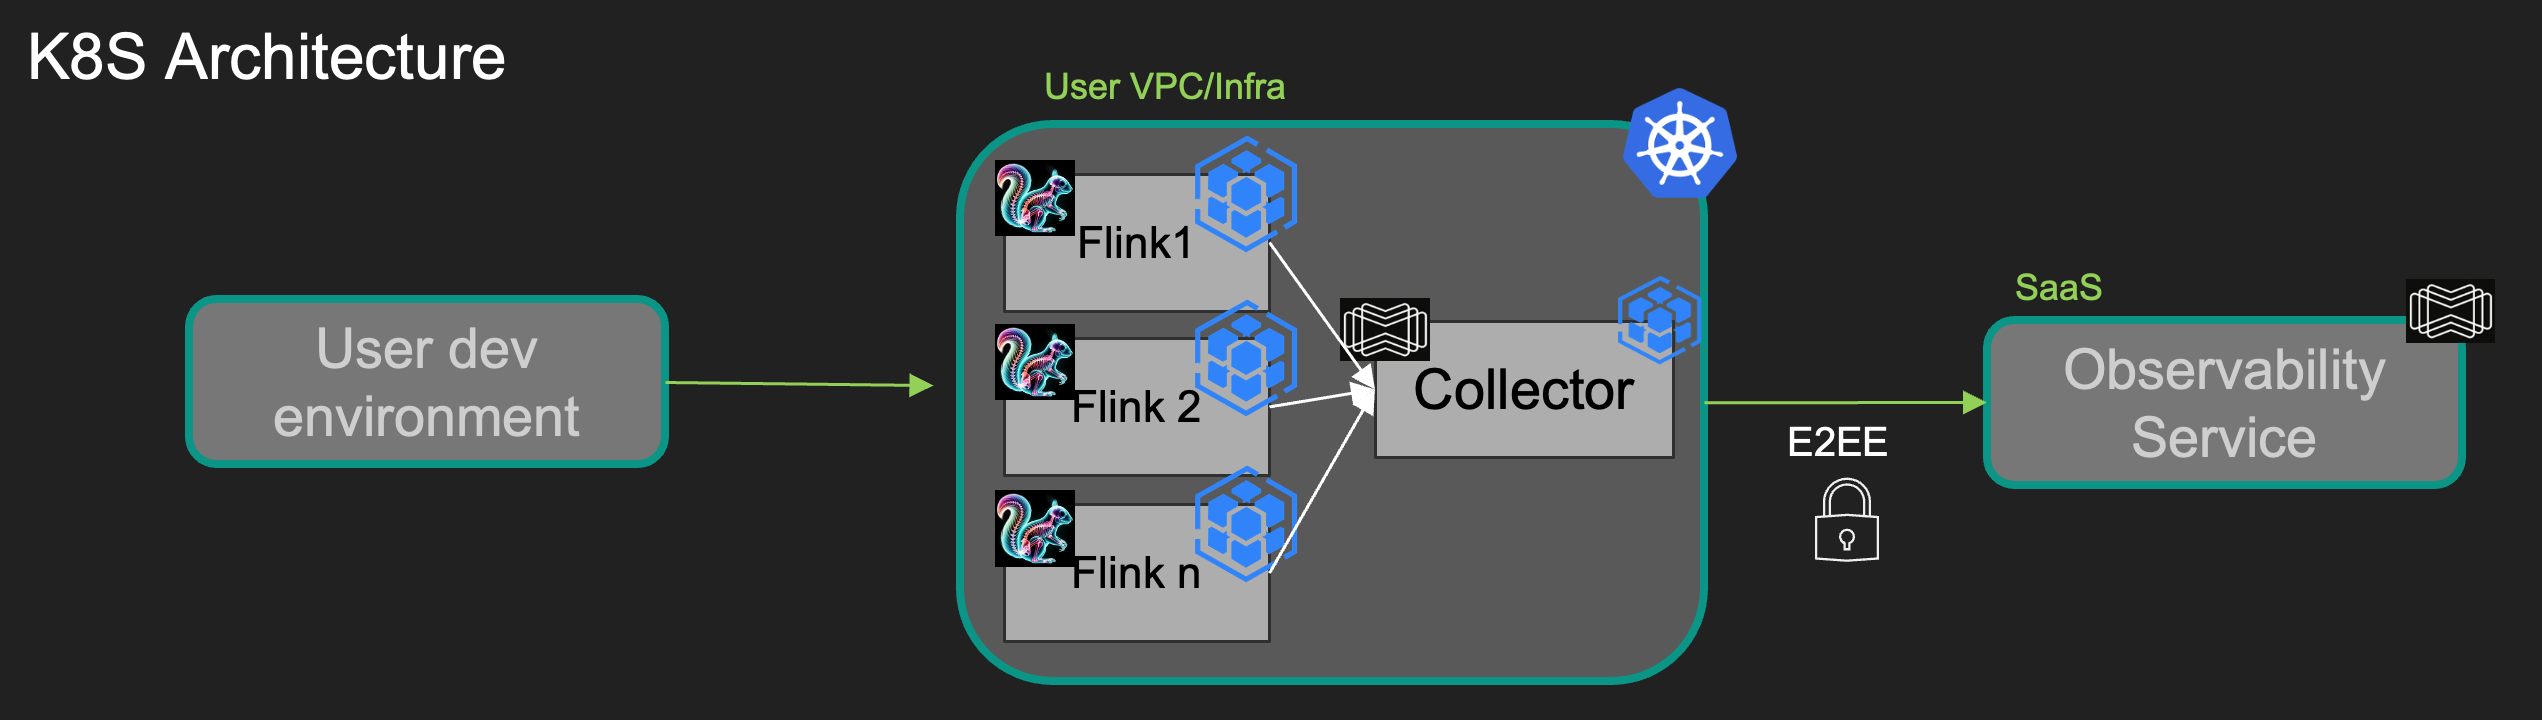 K8S Architecture
User VPC/Infra
Flink1
Flink 2
Flink n
Collector
User dev
environment
E2EE
SaaS
Observability
Service